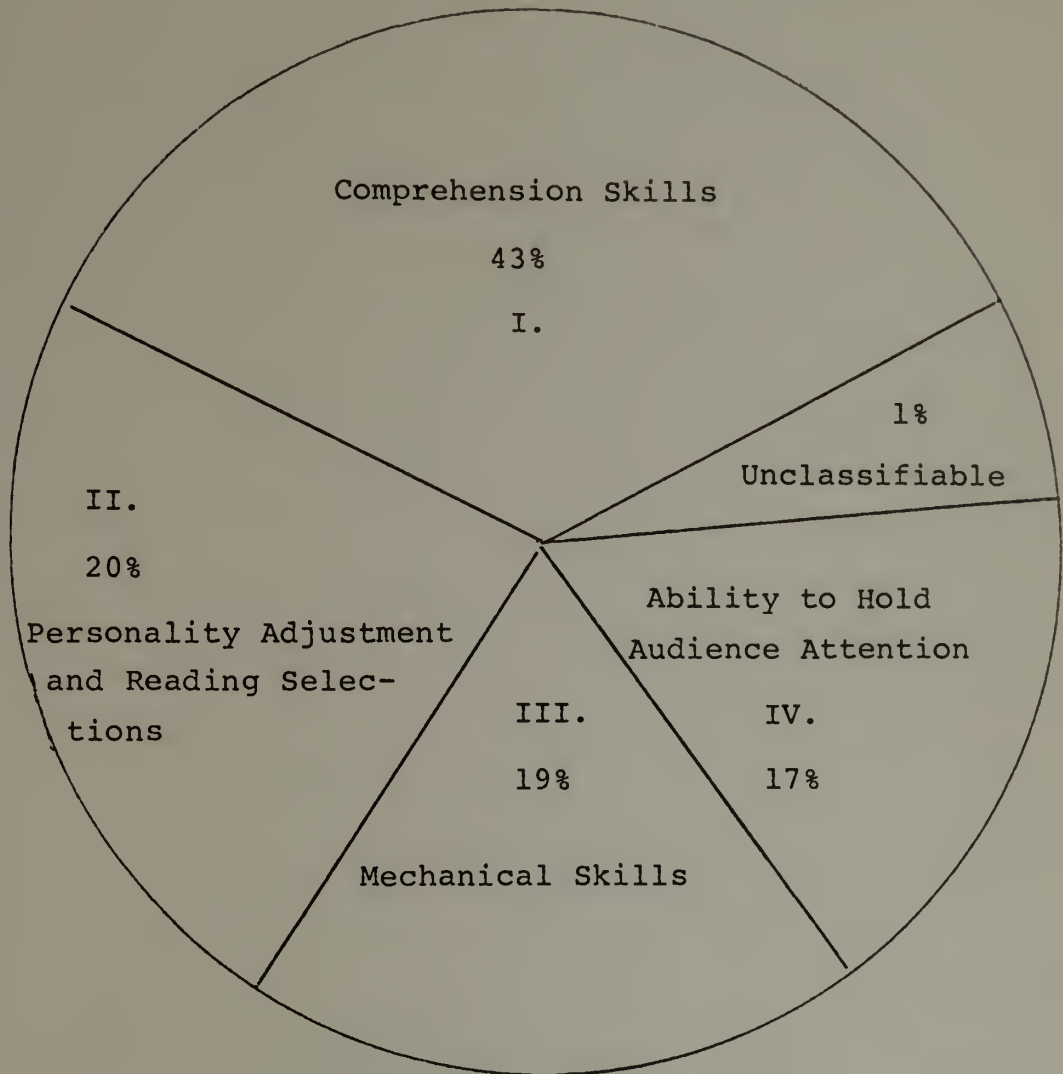 Comprehension Skills
43%
I.
1%
Unclassifiable
II.
20%
Personality Adjustment
and Reading Selec-
tions
Ability to Hold
Audience Attention
IV.
17%
III.
19%
Mechanical Skills